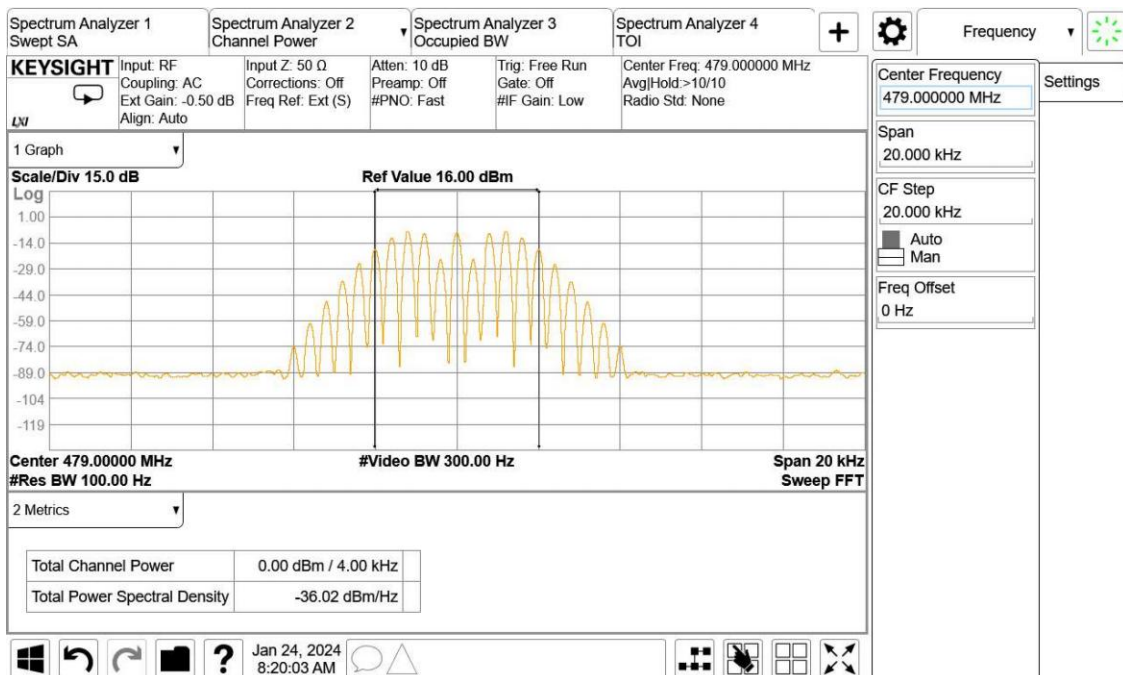 Spectrum Analyzer 1
Swept SA
Spectrum Analyzer 2
Channel Power
Spectrum Analyzer 3
Occupied BW
Spectrum Analyzer 4
TOI
+
Frequency
KEYSIGHT
LXI
Input: RF
Coupling: AC
Ext Gain: -0.50 dB
Align: Auto
Input Z: 50 Ω
Corrections: Off
Freq Ref: Ext (S)
Atten: 10 dB
Preamp: Off
#PNO: Fast
Trig: Free Run
Gate: Off
#IF Gain: Low
Center Freq: 479.000000 MHz
Avg|Hold:>10/10
Radio Std: None
Center Frequency
479.000000 MHz
Settings
Span
20.000 kHz
CF Step
20.000 kHz
Auto
Man
Freq Offset
0 Hz
1 Graph
Scale/Div 15.0 dB
Ref Value 16.00 dBm
Log
1.00
-14.0
-29.0
-44.0
-59.0
-74.0
-89.0
-104
-119
Center 479.00000 MHz
#Video BW 300.00 Hz
Span 20 kHz
#Res BW 100.00 Hz
Sweep FFT
2 Metrics
Total Channel Power 0.00 dBm / 4.00 kHz
Total Power Spectral Density -36.02 dBm/Hz
?
Jan 24, 2024
8:20:03 AM